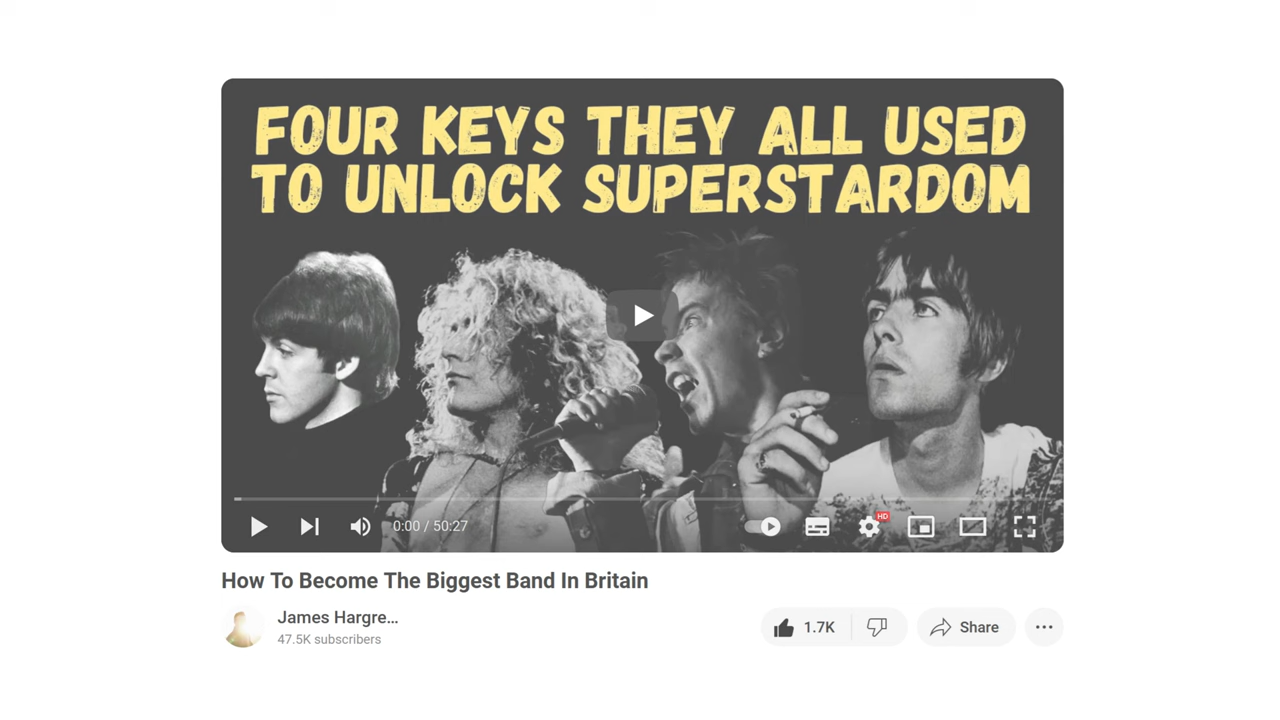 FOUR KEYS THEY ALL USED
TO UNLOCK SUPERSTARDOM
0:00 / 50:27
HD
How To Become The Biggest Band In Britain
James Hargre...
47.5K subscribers
1.7K
Share